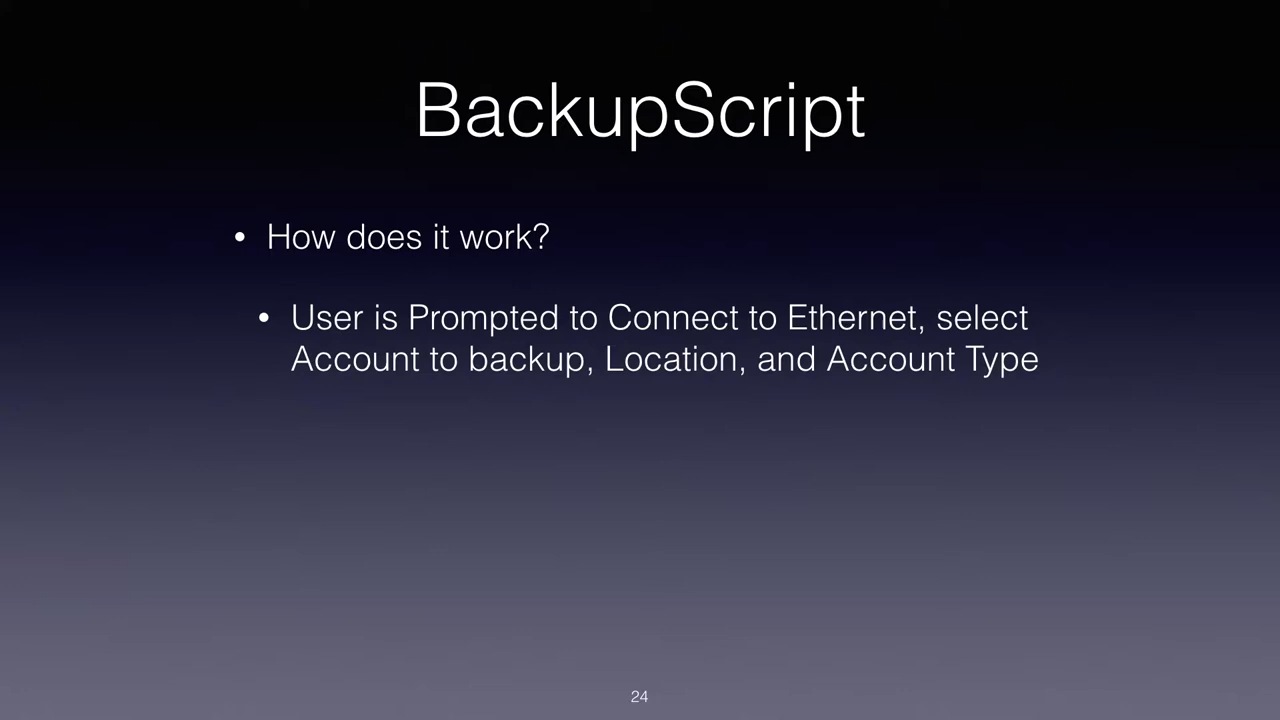 BackupScript
• How does it work?
• User is Prompted to Connect to Ethernet, select
Account to backup, Location, and Account Type
24